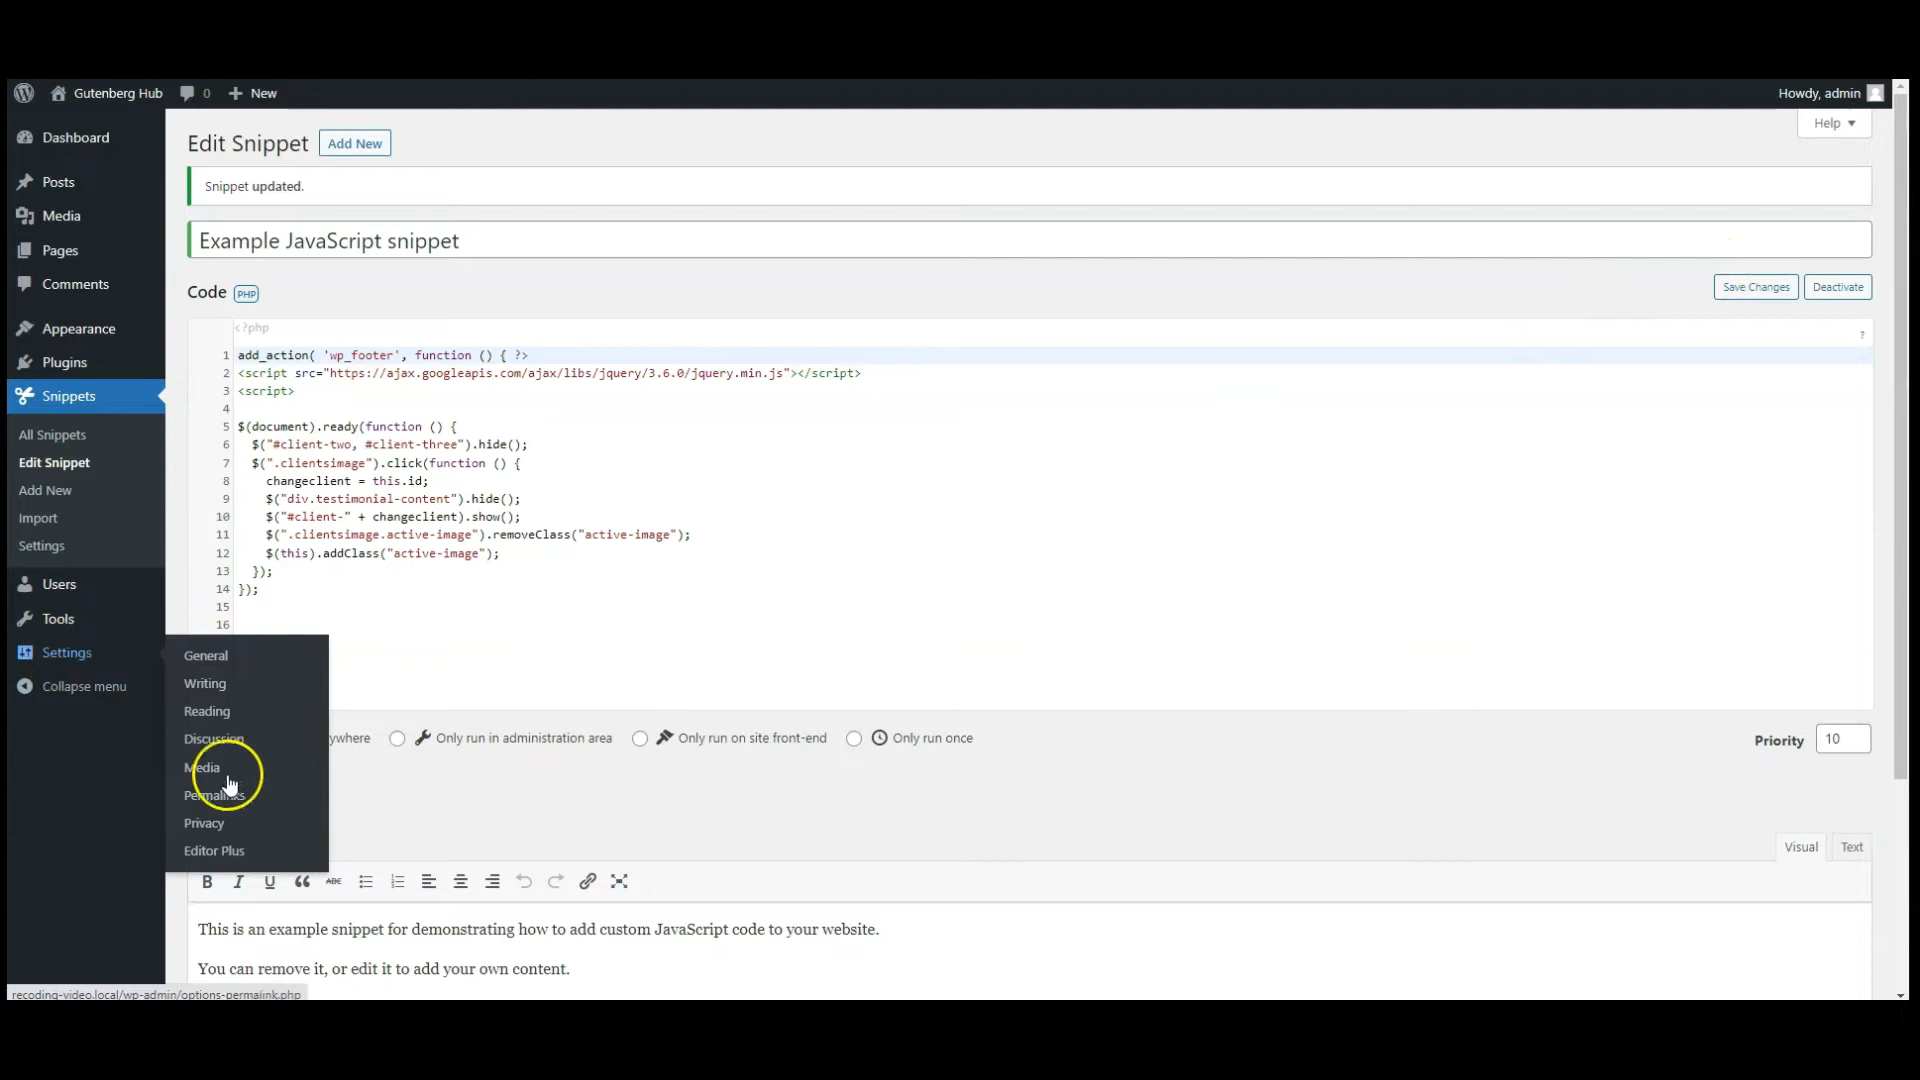 Gutenberg Hub 0 New Howdy, admin
Help
Dashboard
Posts
Media
Pages
Comments
Appearance
Plugins
Snippets
All Snippets
Edit Snippet
Add New
Import
Settings
Users
Tools
Settings
Collapse menu
General
Writing
Reading
Discussion
Media
Permalinks
Privacy
Editor Plus
Edit Snippet Add New
Snippet updated.
Example JavaScript snippet
Code PHP Save Changes Deactivate
<?php
?
1 add_action( 'wp_footer', function () { ?>
2 <script src="https://ajax.googleapis.com/ajax/libs/jquery/3.6.0/jquery.min.js"></script>
3 <script>
4
5 $(document).ready(function () {
6 $("#client-two, #client-three").hide();
7 $(".clientsimage").click(function () {
8 changeclient = this.id;
9 $("div.testimonial-content").hide();
10 $("#client-" + changeclient).show();
11 $(".clientsimage.active-image").removeClass("active-image");
12 $(this).addClass("active-image");
13 });
14 });
15
16
ywhere Only run in administration area Only run on site front-end Only run once Priority 10
Visual Text
B I U ABC
This is an example snippet for demonstrating how to add custom JavaScript code to your website.
You can remove it, or edit it to add your own content.
recoding-video.local/wp-admin/options-permalink.php